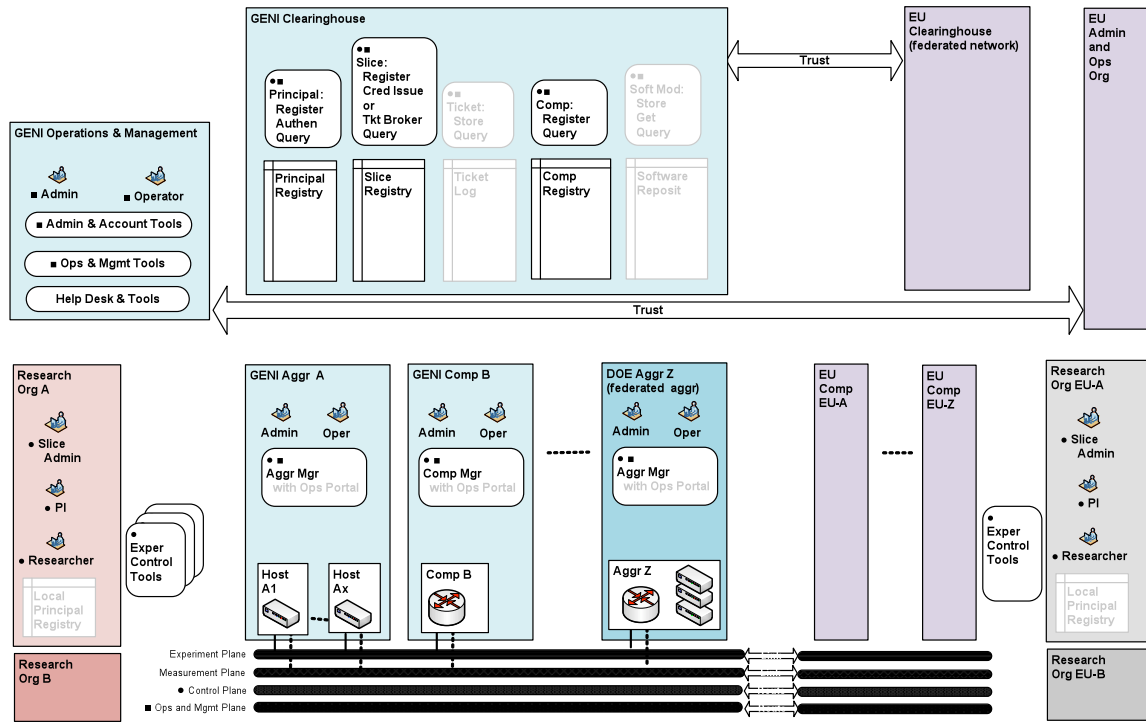 GENI Clearinghouse
Principal:
Register
Authen
Query
Slice:
Register
Cred Issue
or
Tkt Broker
Query
Ticket:
Store
Query
Comp:
Register
Query
Soft Mod:
Store
Get
Query
Principal
Registry
Slice
Registry
Ticket
Log
Comp
Registry
Software
Reposit
Trust
EU
Clearinghouse
(federated network)
EU
Admin
and
Ops
Org
GENI Operations & Management
Admin
Operator
Admin & Account Tools
Ops & Mgmt Tools
Help Desk & Tools
Trust
Research
Org A
Slice
Admin
PI
Researcher
Local
Principal
Registry
Research
Org B
Exper
Control
Tools
GENI Aggr A
Admin
Oper
Aggr Mgr
with Ops Portal
Host
A1
Host
Ax
GENI Comp B
Admin
Oper
Comp Mgr
with Ops Portal
Comp B
DOE Aggr Z
(federated aggr)
Admin
Oper
Aggr Mgr
with Ops Portal
Aggr Z
EU
Comp
EU-A
EU
Comp
EU-Z
Exper
Control
Tools
Research
Org EU-A
Slice
Admin
PI
Researcher
Local
Principal
Registry
Research
Org EU-B
Experiment Plane
Measurement Plane
Control Plane
Ops and Mgmt Plane